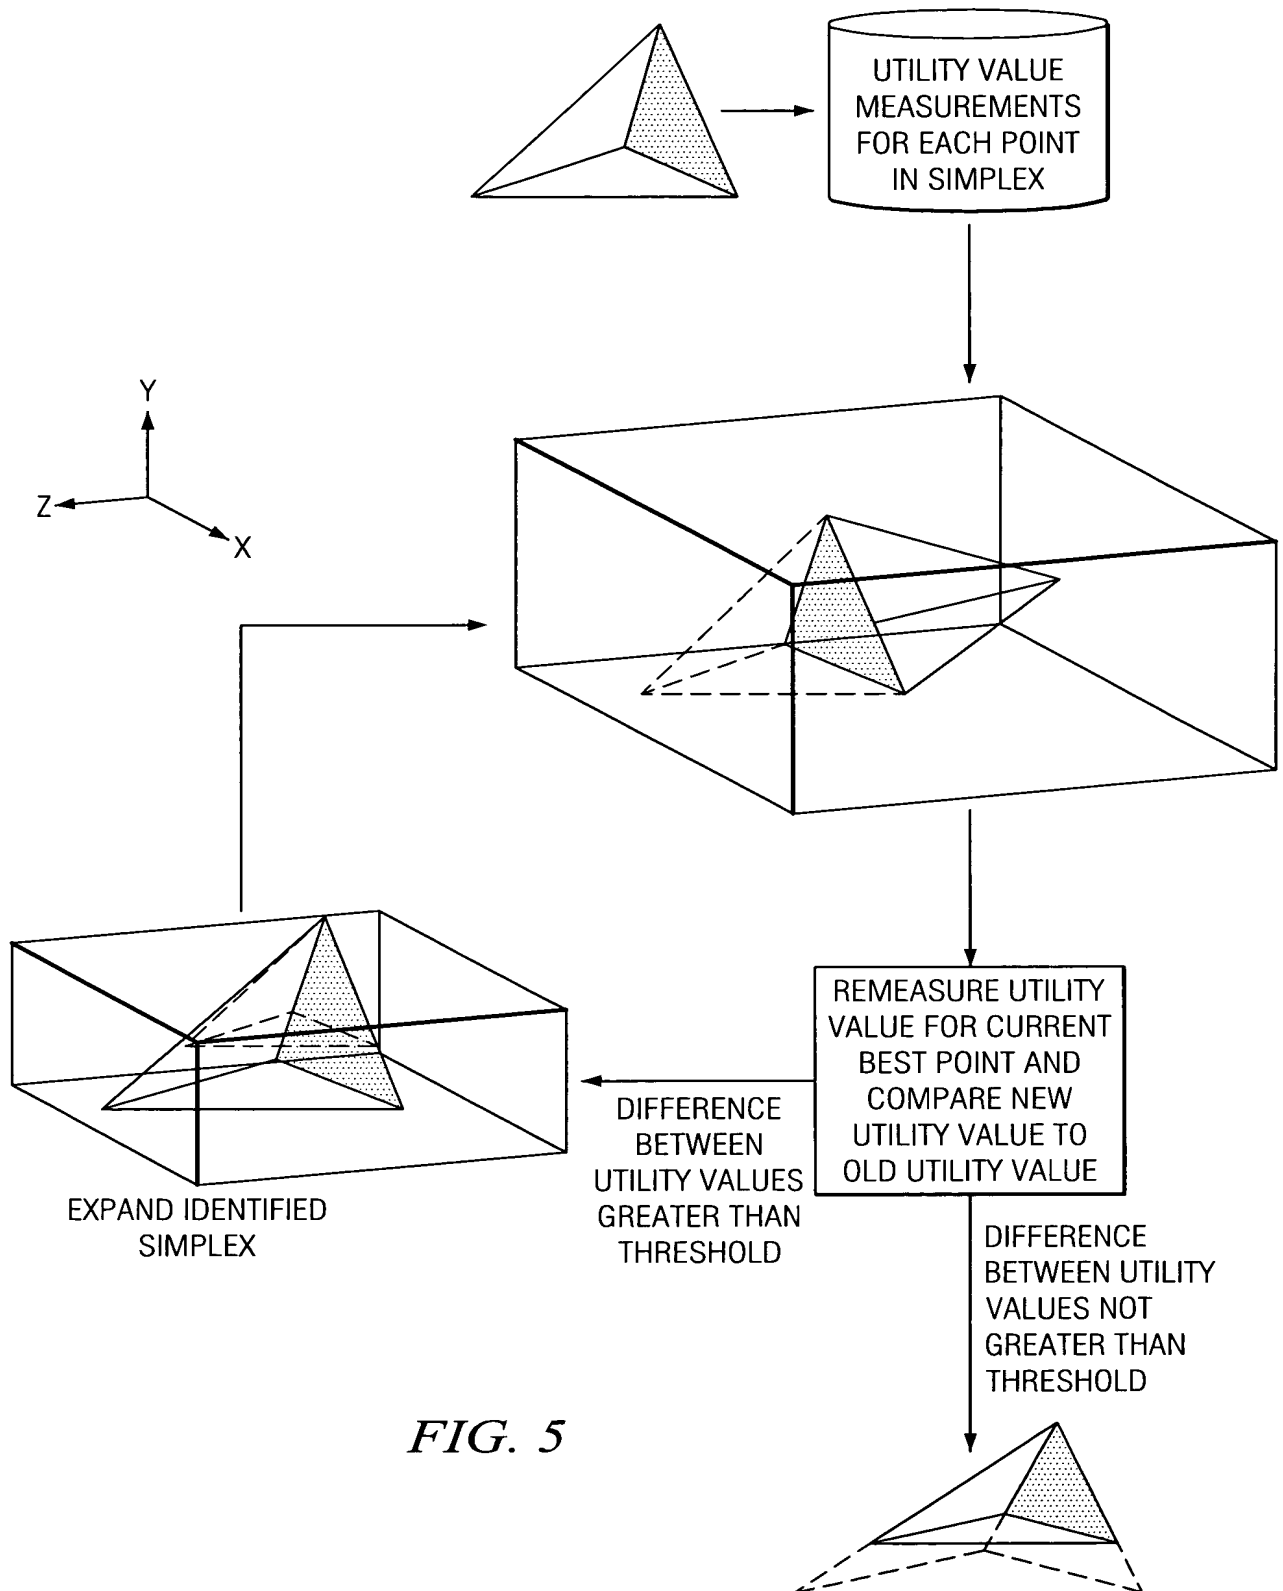 UTILITY VALUE
MEASUREMENTS
FOR EACH POINT
IN SIMPLEX
Y
Z
X
REMEASURE UTILITY
VALUE FOR CURRENT
BEST POINT AND
COMPARE NEW
UTILITY VALUE TO
OLD UTILITY VALUE
DIFFERENCE
BETWEEN
UTILITY VALUES
GREATER THAN
THRESHOLD
EXPAND IDENTIFIED
SIMPLEX
DIFFERENCE
BETWEEN UTILITY
VALUES NOT
GREATER THAN
THRESHOLD
FIG. 5